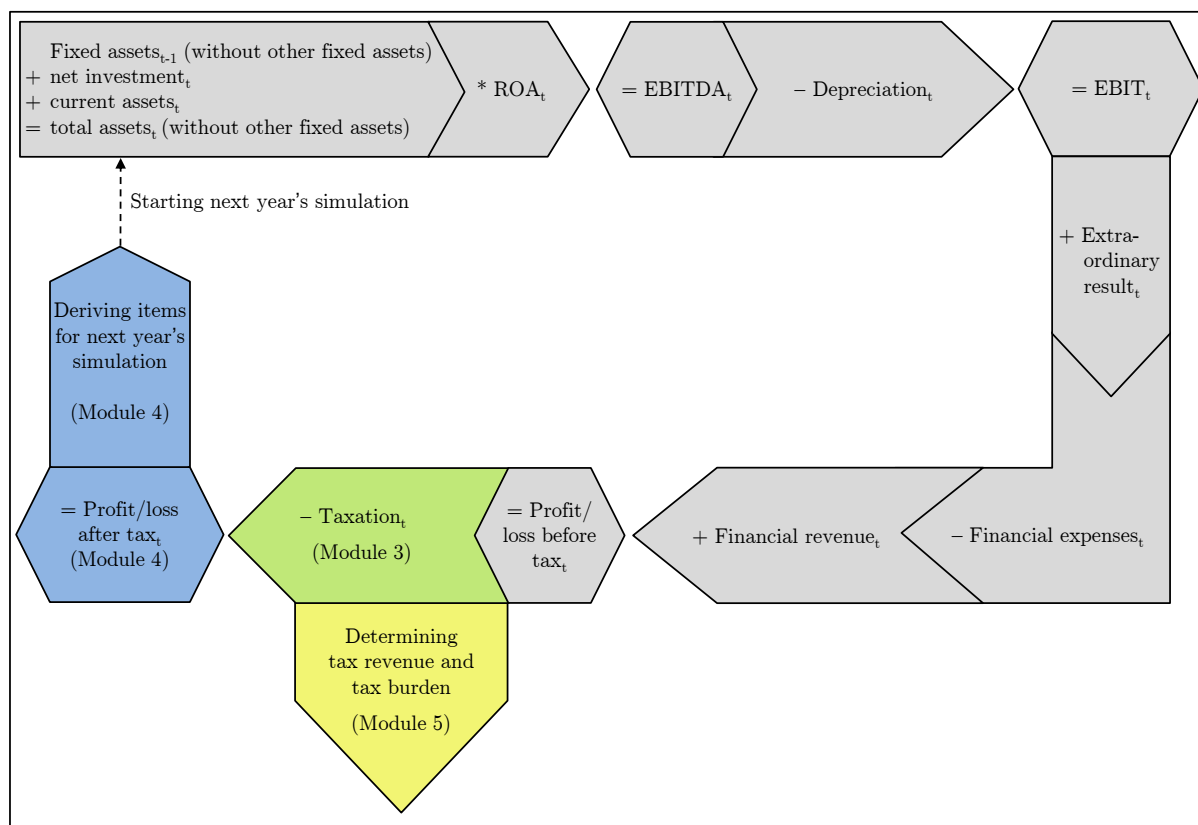 Fixed assets_t-1 (without other fixed assets)
+ net investment_t
+ current assets_t
= total assets_t (without other fixed assets)
* ROA_t
= EBITDA_t
– Depreciation_t
= EBIT_t
+ Extra-
ordinary
result_t
– Financial expenses_t
+ Financial revenue_t
= Profit/
loss before
tax_t
– Taxation_t
(Module 3)
Determining
tax revenue and
tax burden
(Module 5)
= Profit/loss
after tax_t
(Module 4)
Deriving items
for next year's
simulation
(Module 4)
Starting next year's simulation